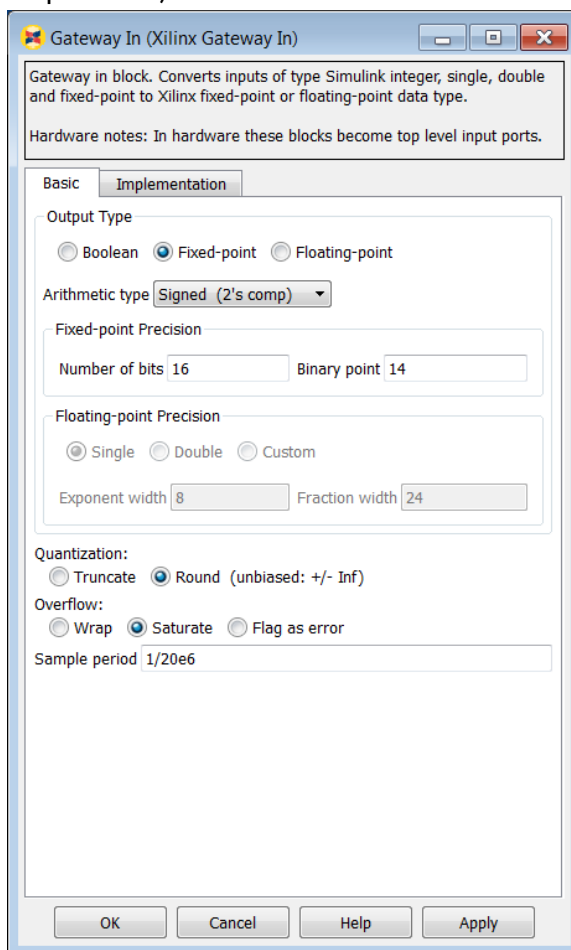 Gateway In (Xilinx Gateway In)
Gateway in block. Converts inputs of type Simulink integer, single, double
and fixed-point to Xilinx fixed-point or floating-point data type.
Hardware notes: In hardware these blocks become top level input ports.
Basic Implementation
Output Type
Boolean Fixed-point Floating-point
Arithmetic type Signed (2's comp)
Fixed-point Precision
Number of bits 16 Binary point 14
Floating-point Precision
Single Double Custom
Exponent width 8 Fraction width 24
Quantization:
Truncate Round (unbiased: +/- Inf)
Overflow:
Wrap Saturate Flag as error
Sample period 1/20e6
OK Cancel Help Apply